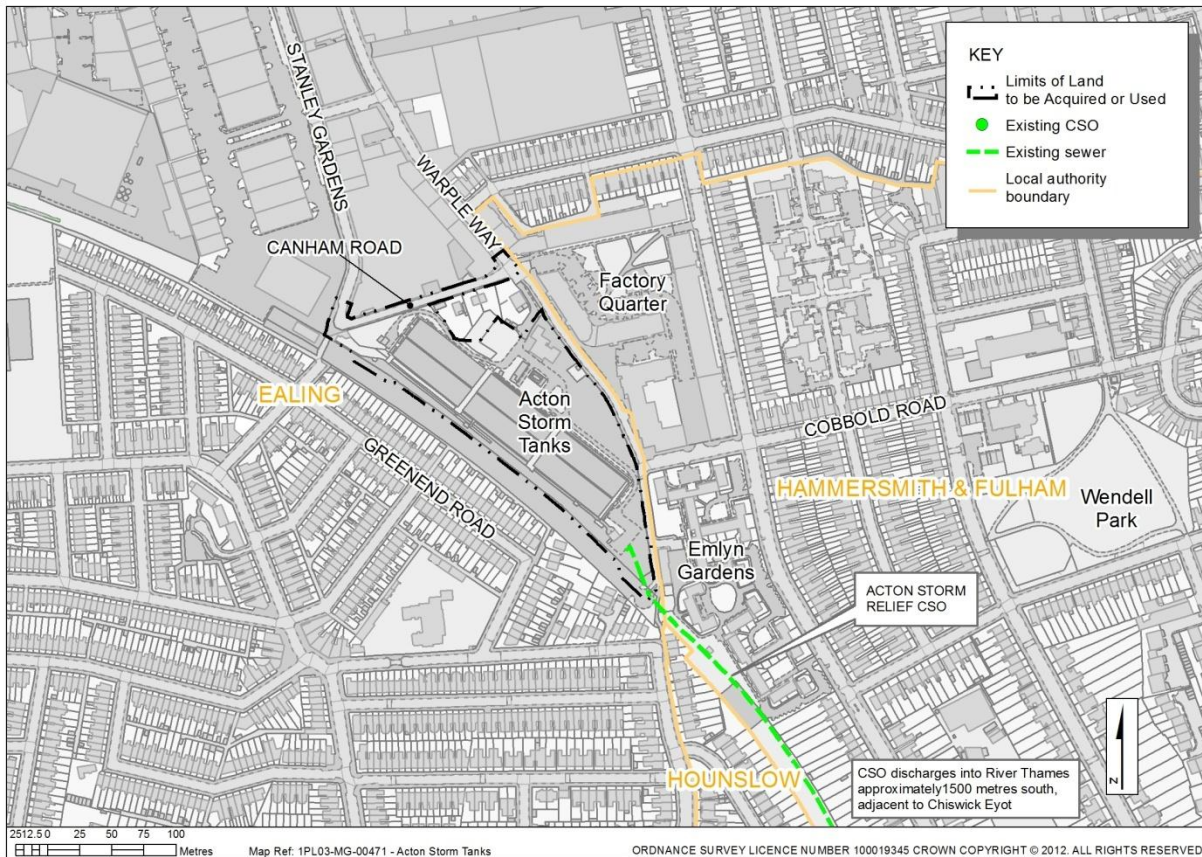 STANLEY GARDENS
WARPLE WAY
CANHAM ROAD
Factory
Quarter
EALING
Acton
Storm
Tanks
GREENEND ROAD
COBBOLD ROAD
HAMMERSMITH & FULHAM
Wendell
Park
Emlyn
Gardens
ACTON STORM
RELIEF CSO
HOUNSLOW
KEY
Limits of Land
to be Acquired or Used
Existing CSO
Existing sewer
Local authority
boundary
N
CSO discharges into River Thames
approximately1500 metres south,
adjacent to Chiswick Eyot
2512.5 0 25 50 75 100
Metres
Map Ref: 1PL03-MG-00471 - Acton Storm Tanks
ORDNANCE SURVEY LICENCE NUMBER 100019345 CROWN COPYRIGHT © 2012. ALL RIGHTS RESERVED